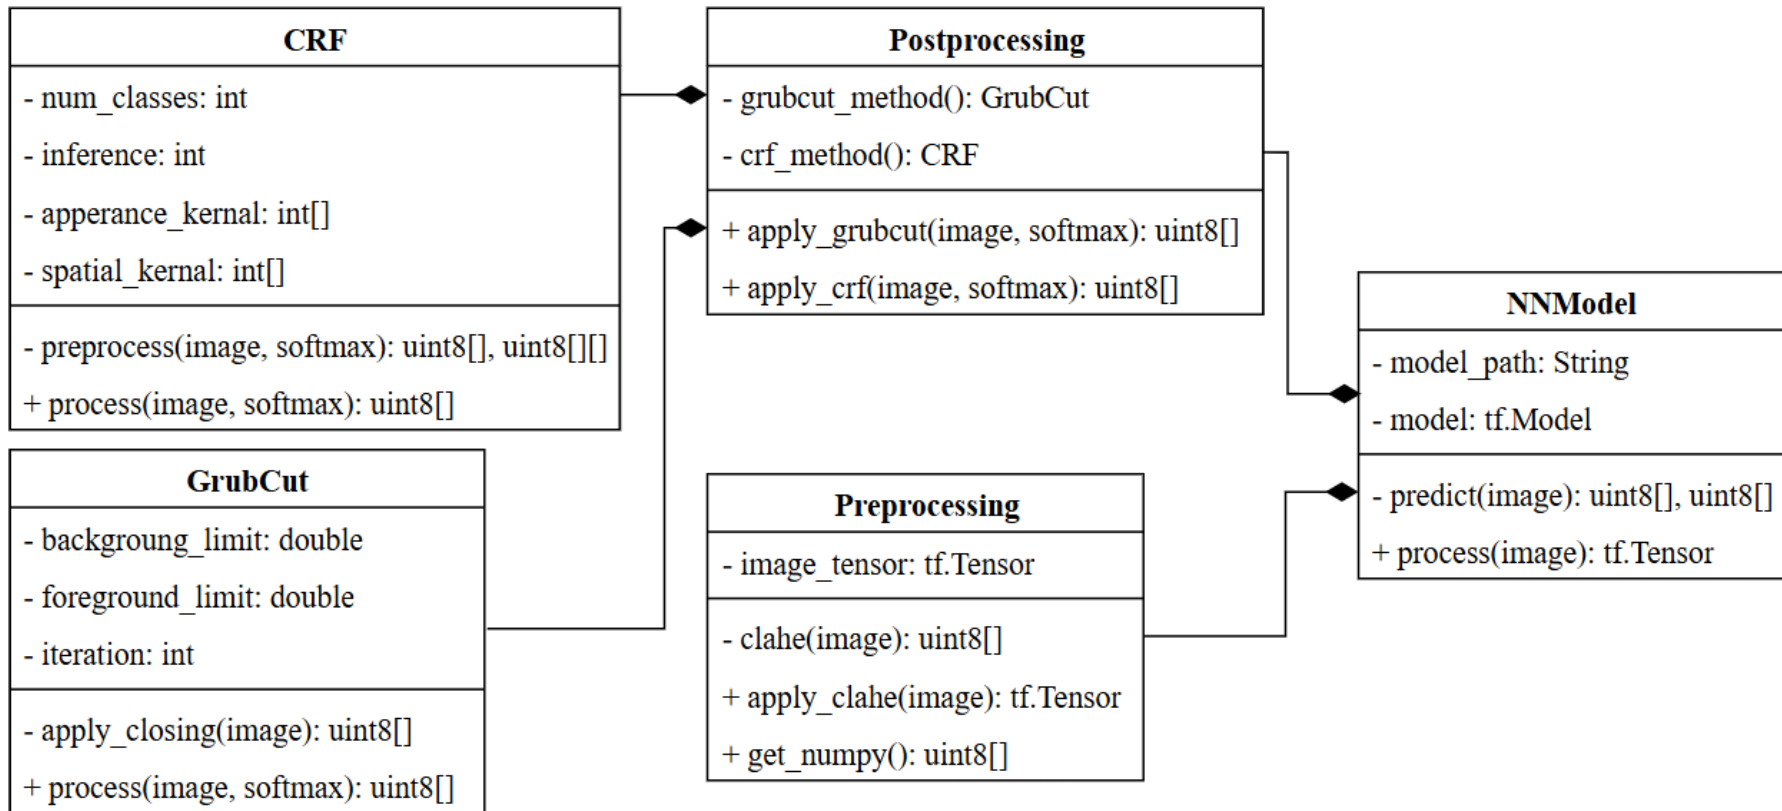 CRF
- num_classes: int
- inference: int
- apperance_kernal: int[]
- spatial_kernal: int[]
- preprocess(image, softmax): uint8[], uint8[][]
+ process(image, softmax): uint8[]
GrubCut
- backgroung_limit: double
- foreground_limit: double
- iteration: int
- apply_closing(image): uint8[]
+ process(image, softmax): uint8[]
Postprocessing
- grubcut_method(): GrubCut
- crf_method(): CRF
+ apply_grubcut(image, softmax): uint8[]
+ apply_crf(image, softmax): uint8[]
Preprocessing
- image_tensor: tf.Tensor
- clahe(image): uint8[]
+ apply_clahe(image): tf.Tensor
+ get_numpy(): uint8[]
NNModel
- model_path: String
- model: tf.Model
- predict(image): uint8[], uint8[]
+ process(image): tf.Tensor